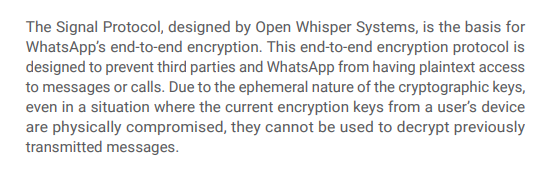 The Signal Protocol, designed by Open Whisper Systems, is the basis for
WhatsApp’s end-to-end encryption. This end-to-end encryption protocol is
designed to prevent third parties and WhatsApp from having plaintext access
to messages or calls. Due to the ephemeral nature of the cryptographic keys,
even in a situation where the current encryption keys from a user’s device
are physically compromised, they cannot be used to decrypt previously
transmitted messages.